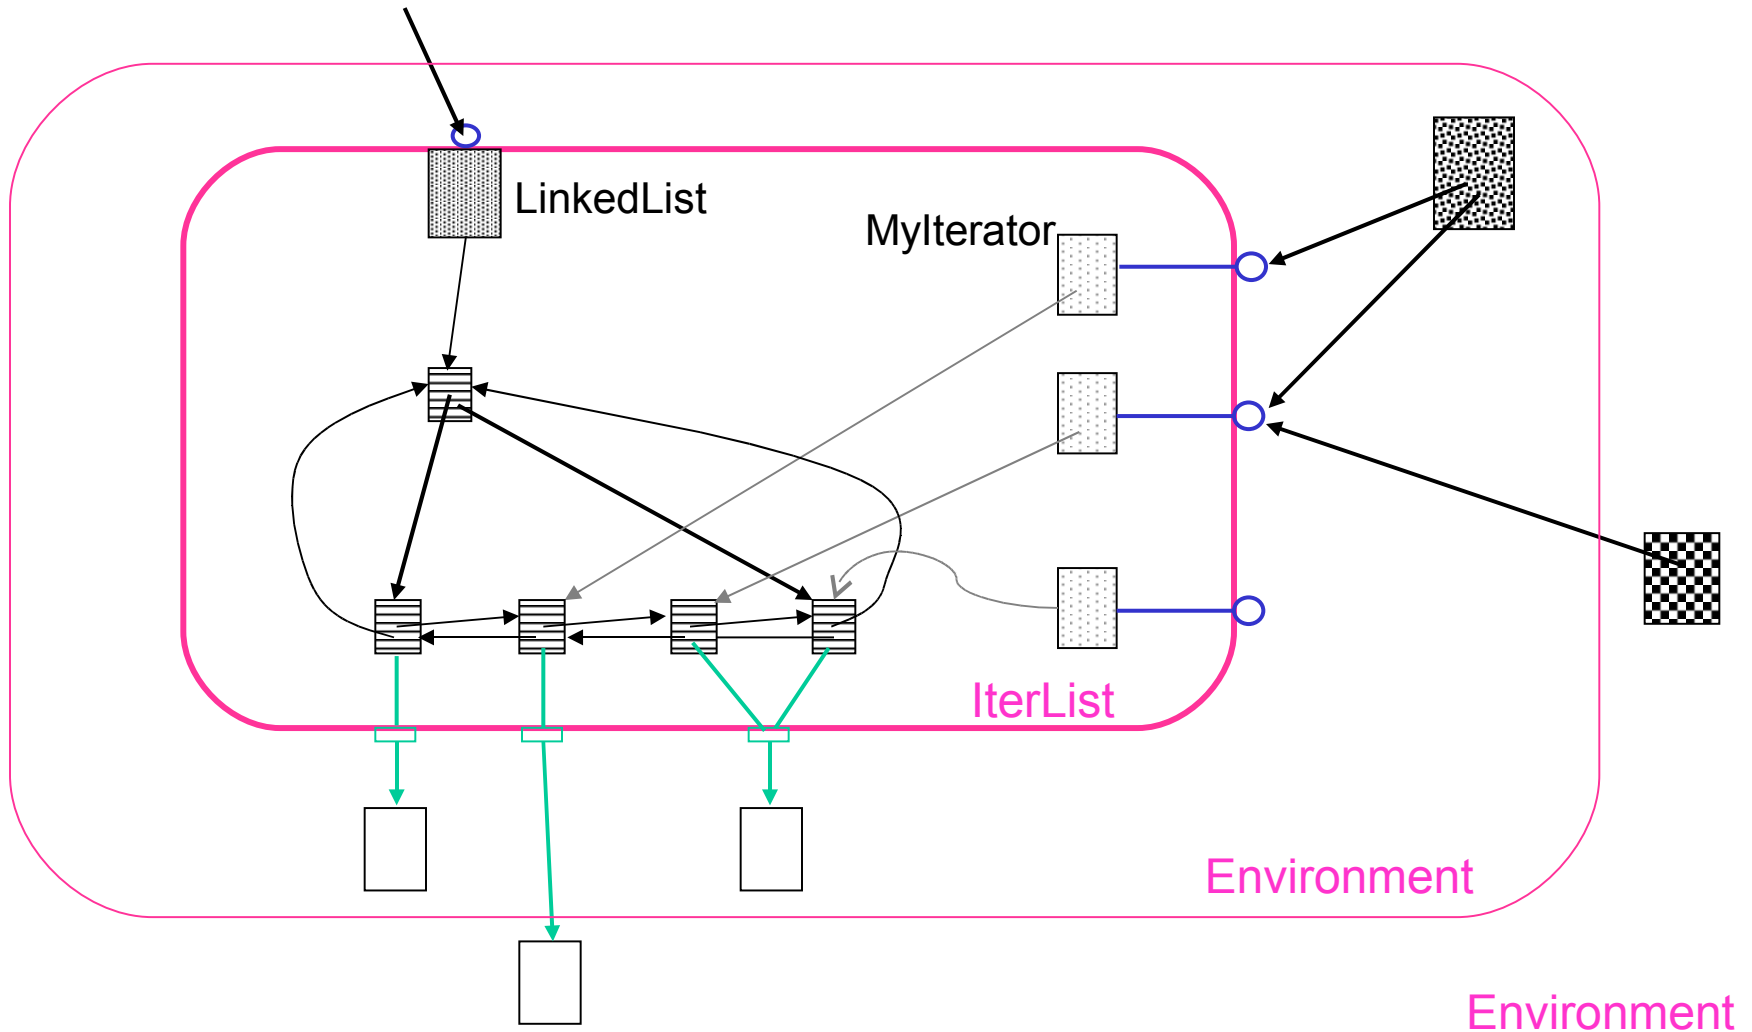 LinkedList
MyIterator
IterList
Environment
Environment